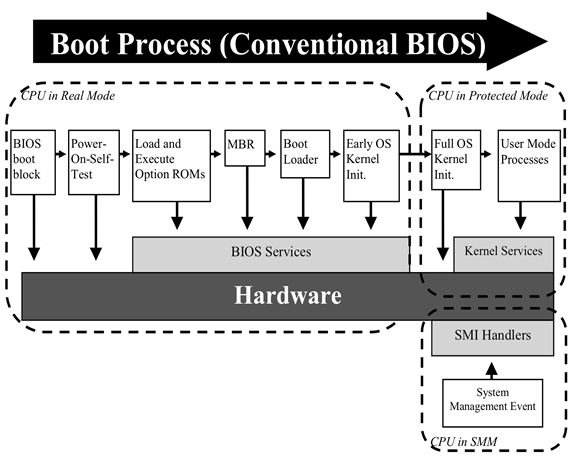 Boot Process (Conventional BIOS)
CPU in Real Mode
CPU in Protected Mode
BIOS
boot
block
Power-
On-Self-
Test
Load and
Execute
Option ROMs
MBR
Boot
Loader
Early OS
Kernel
Init.
Full OS
Kernel
Init.
User Mode
Processes
BIOS Services
Kernel Services
Hardware
SMI Handlers
System
Management Event
CPU in SMM